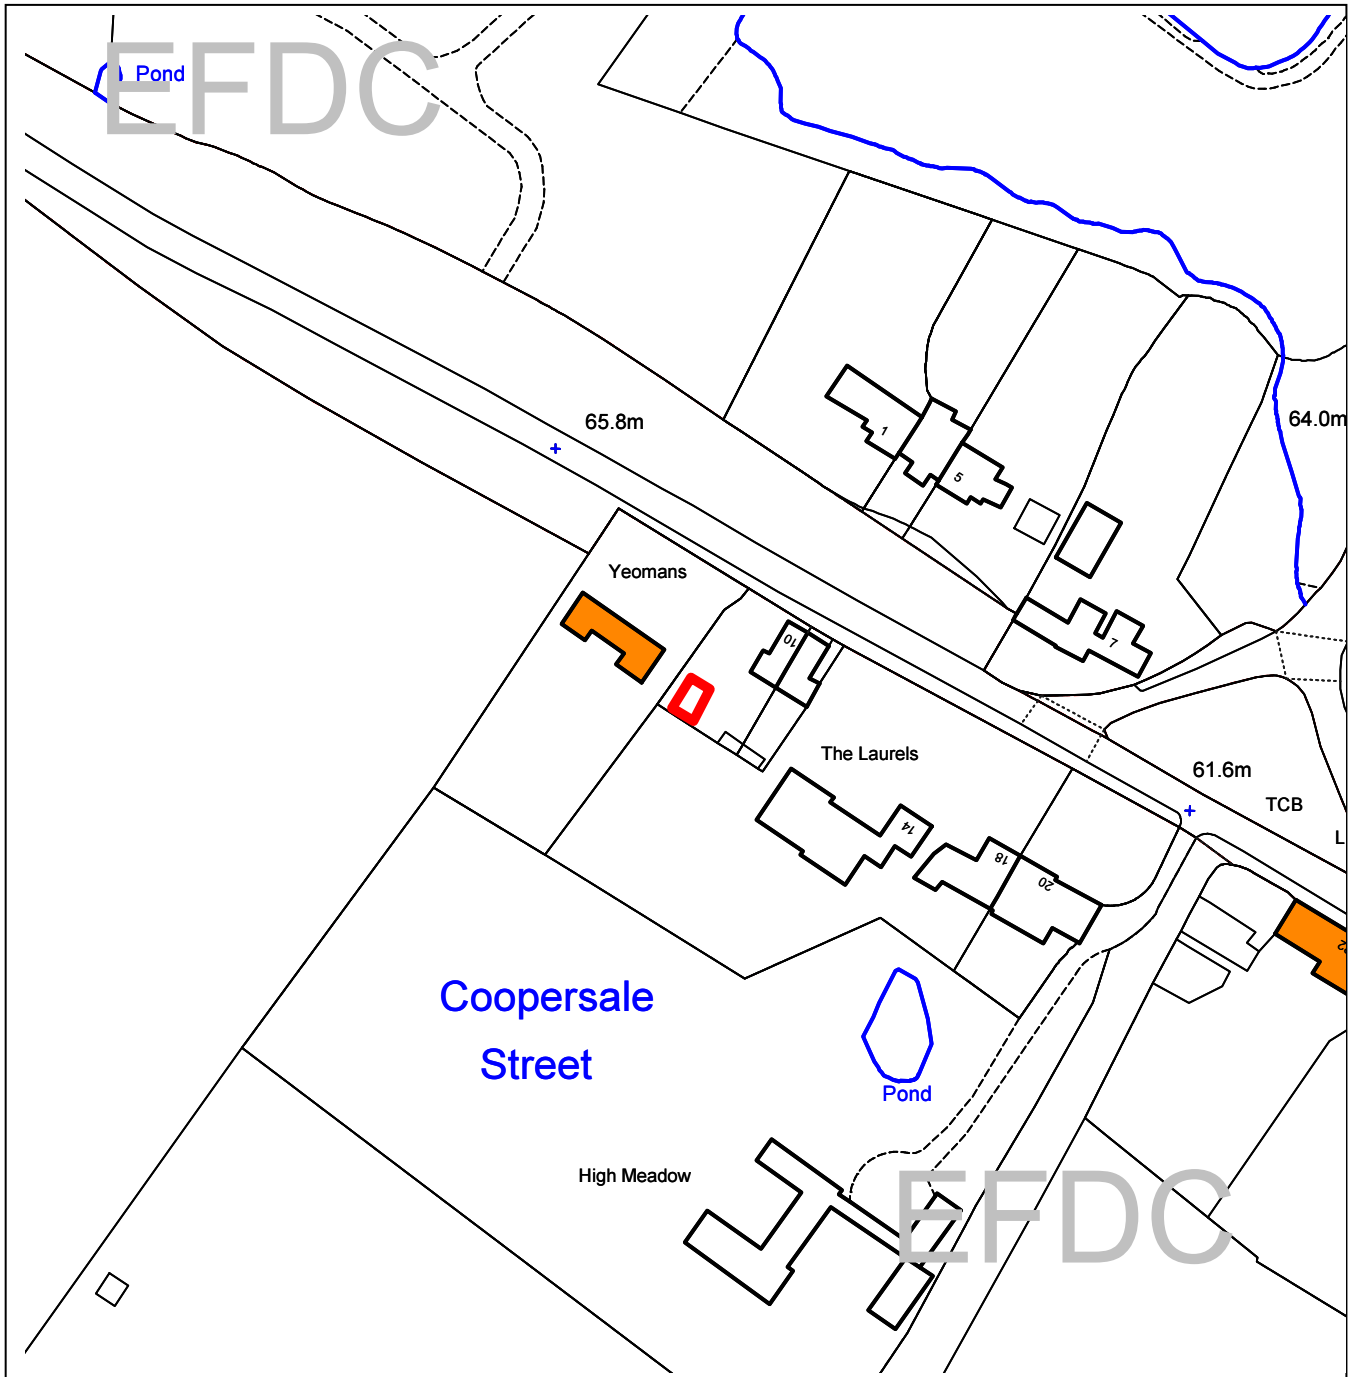 EFDC
Pond
65.8m
64.0m
1
5
Yeomans
10
7
The Laurels
61.6m
TCB
L
14
18
20
Coopersale
Street
Pond
High Meadow
EFDC